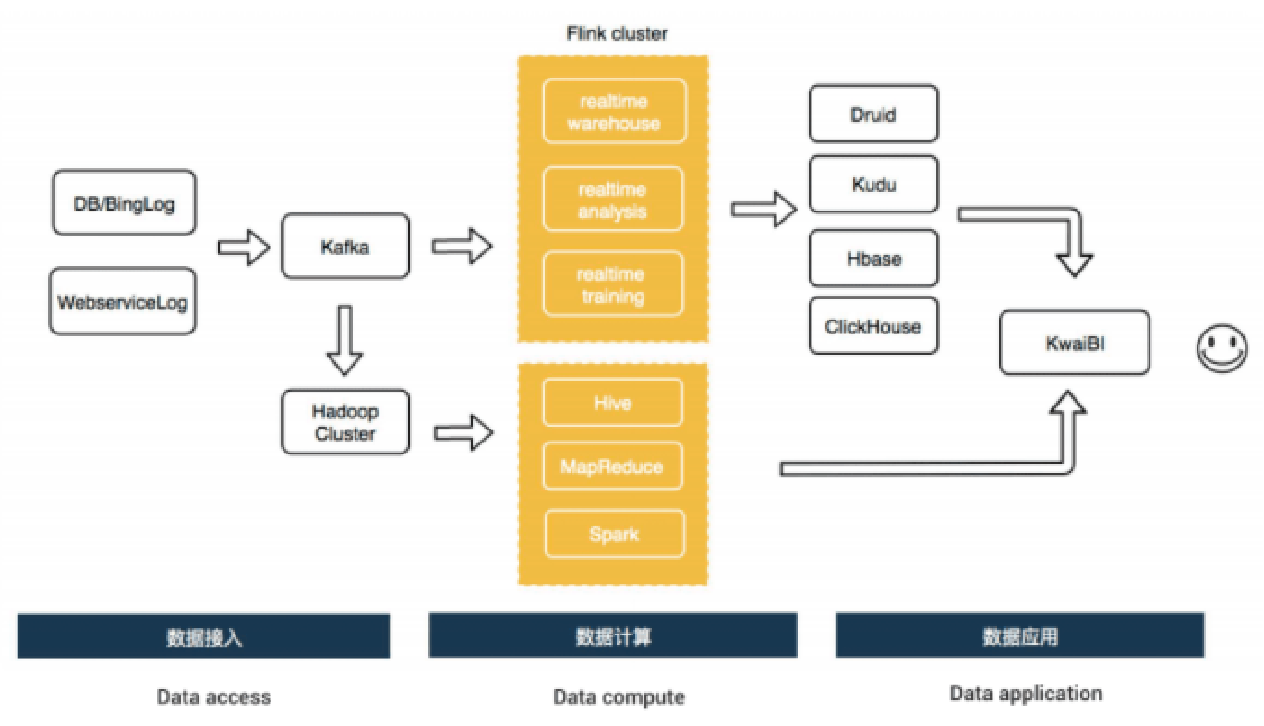 Flink cluster
DB/BingLog
WebserviceLog
Kafka
Hadoop
Cluster
realtime
warehouse
realtime
analysis
realtime
training
Hive
MapReduce
Spark
Druid
Kudu
Hbase
ClickHouse
KwaiBI
数据接入
数据计算
数据应用
Data access
Data compute
Data application